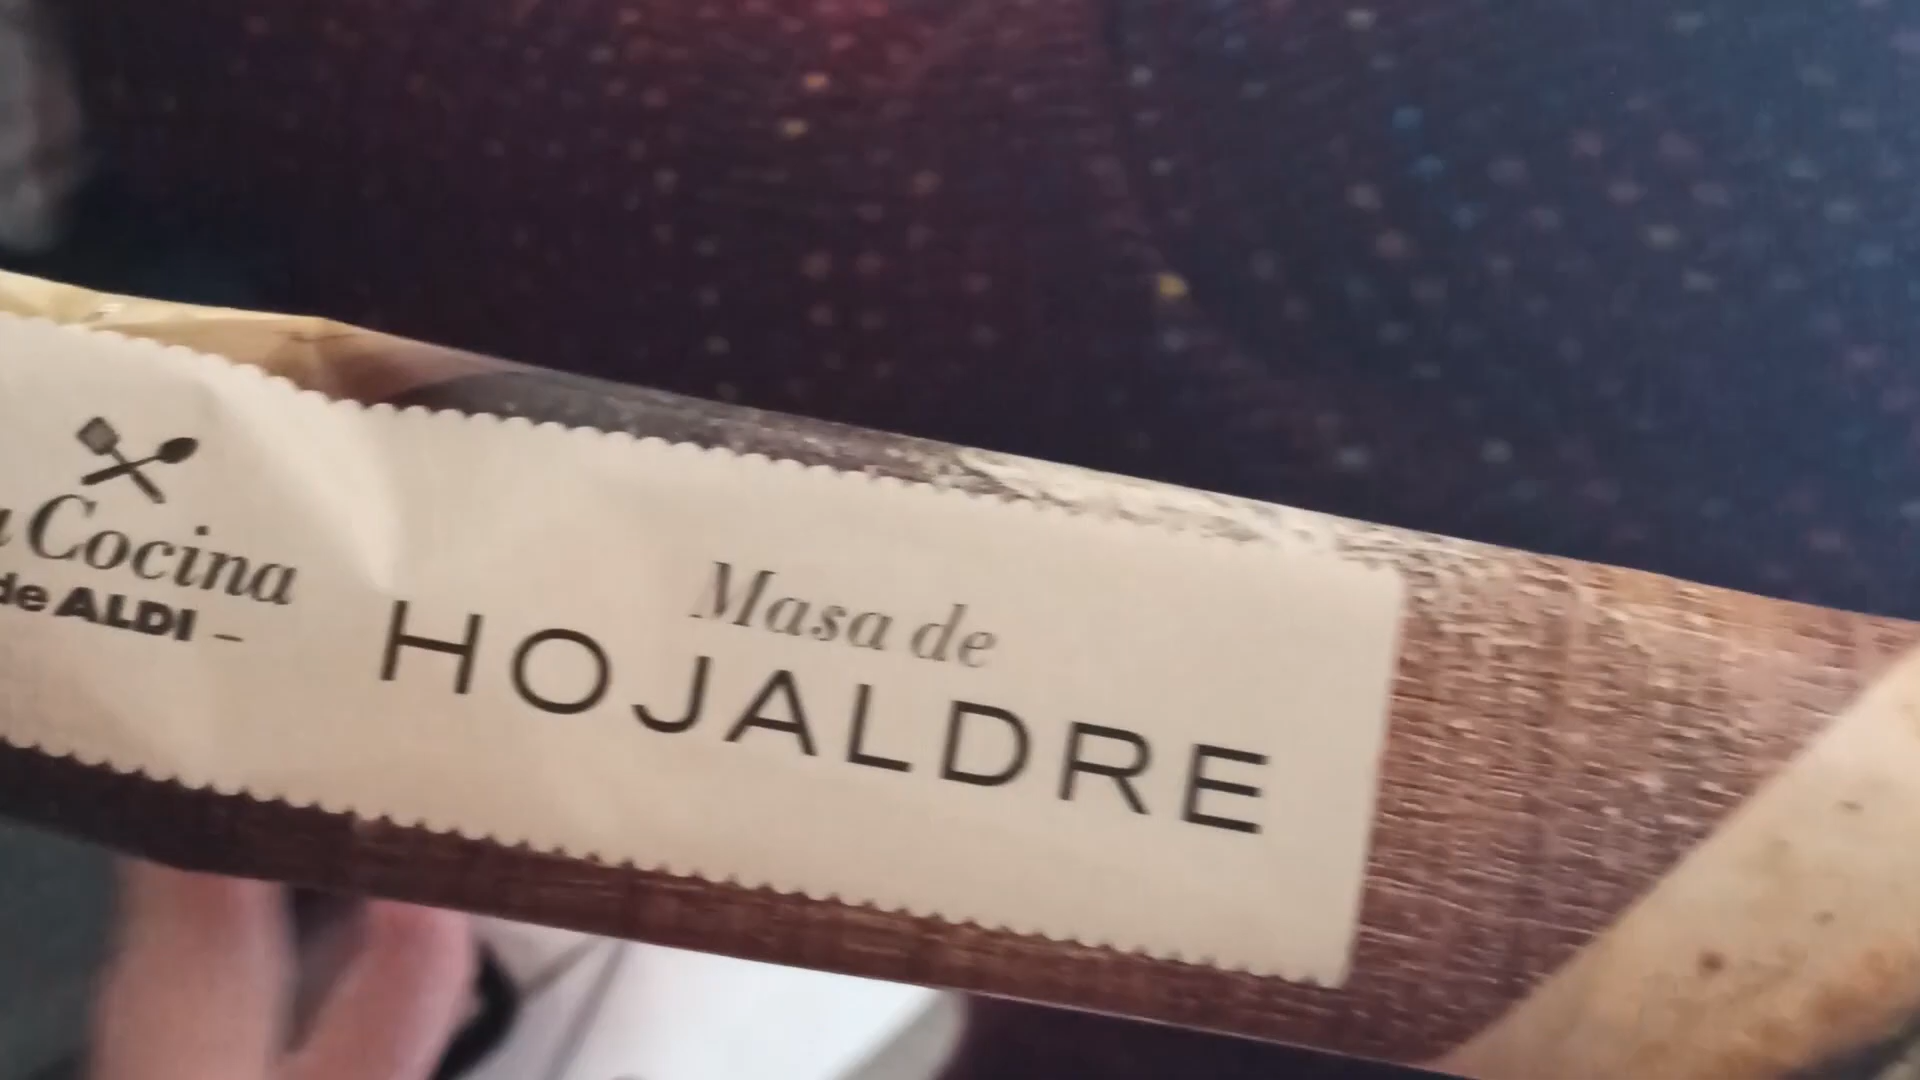 Cocina
de ALDI –
Masa de
HOJALDRE